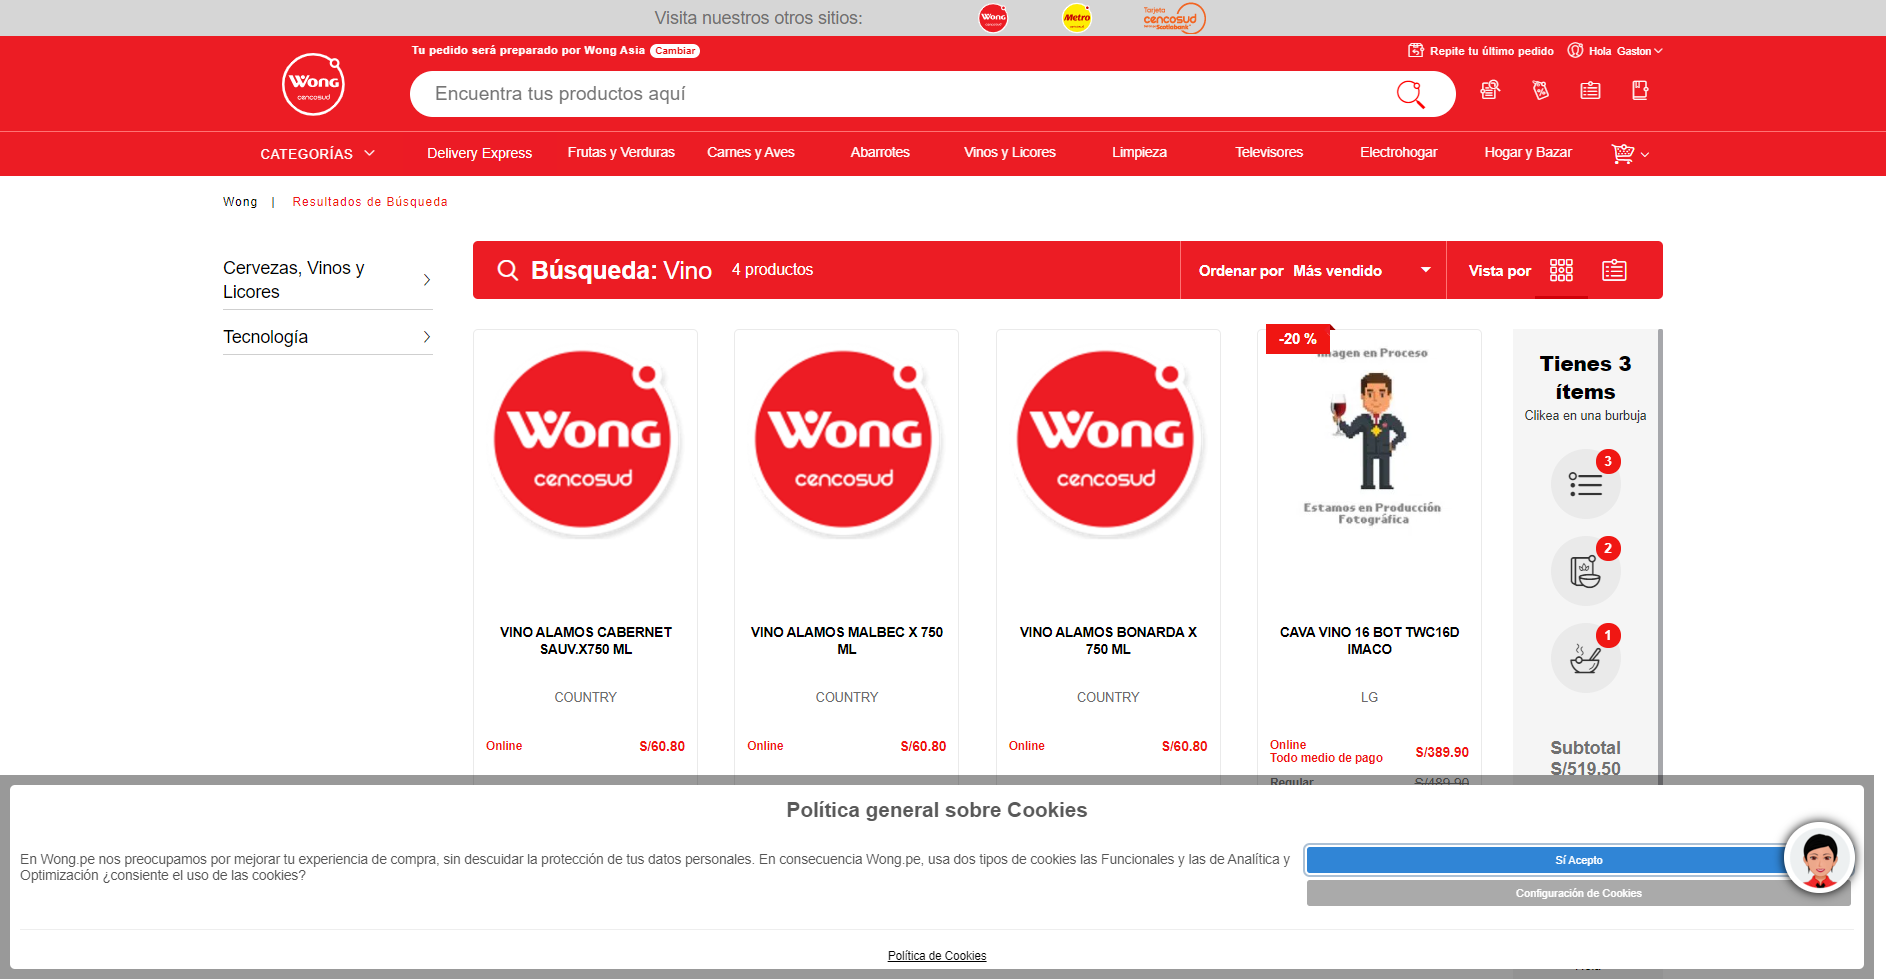 Visita nuestros otros sitios:
Wong
cencosud
Metro
cencosud
Tarjeta
cencosud
Scotiabank
Tu pedido será preparado por Wong Asia Cambiar
Repite tu último pedido
Hola Gaston
Wong
cencosud
Encuentra tus productos aquí
CATEGORÍAS
Delivery Express
Frutas y Verduras
Carnes y Aves
Abarrotes
Vinos y Licores
Limpieza
Televisores
Electrohogar
Hogar y Bazar
Wong | Resultados de Búsqueda
Cervezas, Vinos y
Licores
Tecnología
Búsqueda: Vino 4 productos
Ordenar por Más vendido
Vista por
Wong
cencosud
VINO ALAMOS CABERNET
SAUV.X750 ML
COUNTRY
Online S/60.80
Wong
cencosud
VINO ALAMOS MALBEC X 750
ML
COUNTRY
Online S/60.80
Wong
cencosud
VINO ALAMOS BONARDA X
750 ML
COUNTRY
Online S/60.80
-20 %
Imagen en Proceso
Estamos en Producción
Fotográfica
CAVA VINO 16 BOT TWC16D
IMACO
LG
Online
Todo medio de pago S/389.90
Regular S/489.90
Tienes 3
ítems
Clikea en una burbuja
3
2
1
Subtotal
S/519.50
Política general sobre Cookies
En Wong.pe nos preocupamos por mejorar tu experiencia de compra, sin descuidar la protección de tus datos personales. En consecuencia Wong.pe, usa dos tipos de cookies las Funcionales y las de Analítica y
Optimización ¿consiente el uso de las cookies?
Sí Acepto
Configuración de Cookies
Política de Cookies